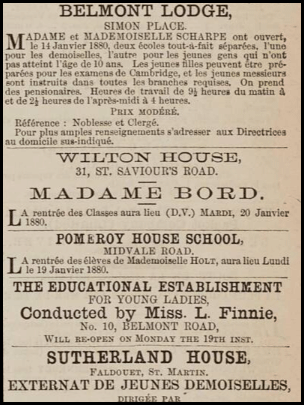 BELMONT LODGE,
SIMON PLACE.
MADAME et MADEMOISELLE SCHARPE ont ouvert,
le 14 Janvier 1880, deux écoles tout-à-fait séparées, l'une
pour les demoiselles, l'autre pour les jeunes gens qui n'ont
pas atteint l'âge de 10 ans. Les jeunes filles peuvent être pré-
parées pour les examens de Cambridge, et les jeunes messieurs
sont instruits dans toutes les branches requises. On prend
des pensionaires. Heures de travail de 9½ heures du matin à
et de 2½ heures de l'après-midi à 4 heures.
PRIX MODÉRÉ.
Référence : Noblesse et Clergé.
Pour plus amples renseignements s'adresser aux Directrices
au domicile sus-indiqué.
WILTON HOUSE,
31, ST. SAVIOUR'S ROAD.
MADAME BORD.
LA rentrée des Classes aura lieu (D.V.) MARDI, 20 Janvier
1880.
POMEROY HOUSE SCHOOL,
MIDVALE ROAD.
LA rentrée des élèves de Mademoiselle HOLT, aura lieu Lundi
le 19 Janvier 1880.
THE EDUCATIONAL ESTABLISHMENT
FOR YOUNG LADIES,
Conducted by Miss. L. Finnie,
No. 10, BELMONT ROAD,
WILL RE-OPEN ON MONDAY THE 19TH INST.
SUTHERLAND HOUSE,
FALDOUET, ST. MARTIN.
EXTERNAT DE JEUNES DEMOISELLES,
DIRIGÉE PAR